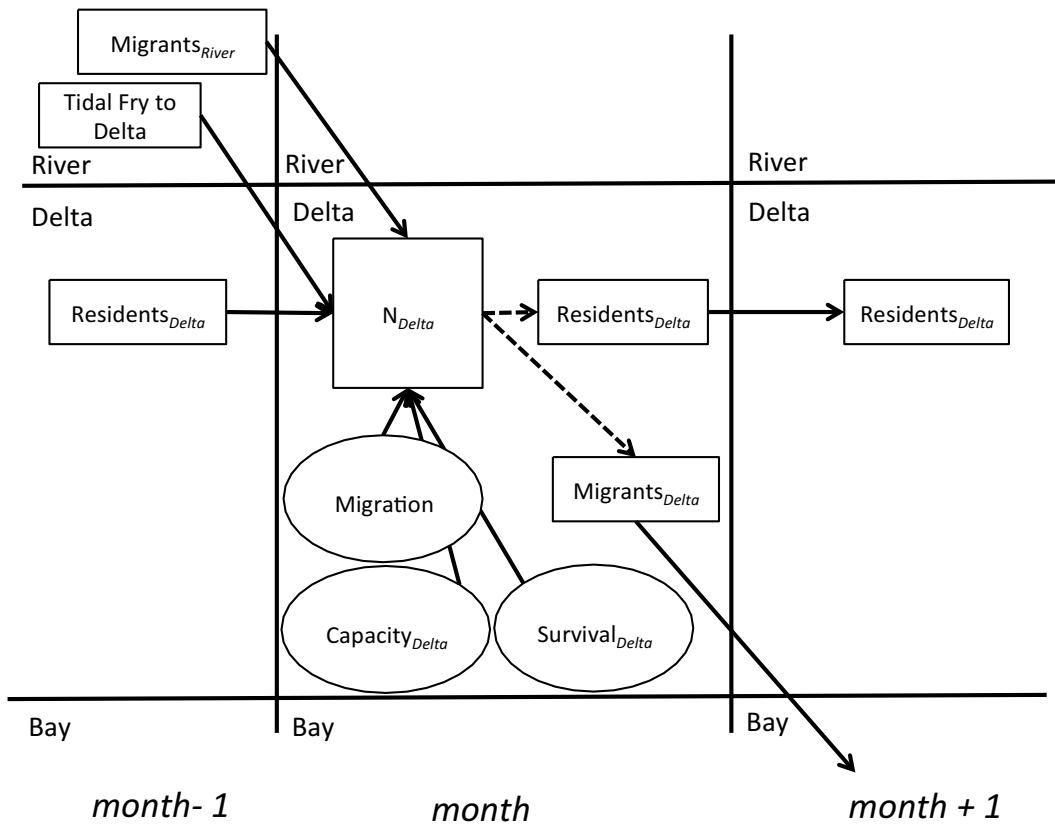 Migrants River
Tidal Fry to
Delta
River
River
River
Delta
Delta
Delta
Residents Delta
N Delta
Residents Delta
Residents Delta
Migration
Migrants Delta
Capacity Delta
Survival Delta
Bay
Bay
Bay
month- 1
month
month + 1